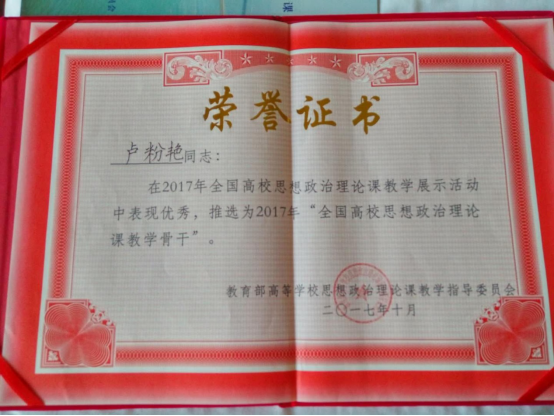 荣誉证书
卢粉艳同志：
在2017年全国高校思想政治理论课教学展示活动
中表现优秀，推选为2017年“全国高校思想政治理论
课教学骨干”。
教育部高等学校思想政治理论课教学指导委员会
二〇一七年十月